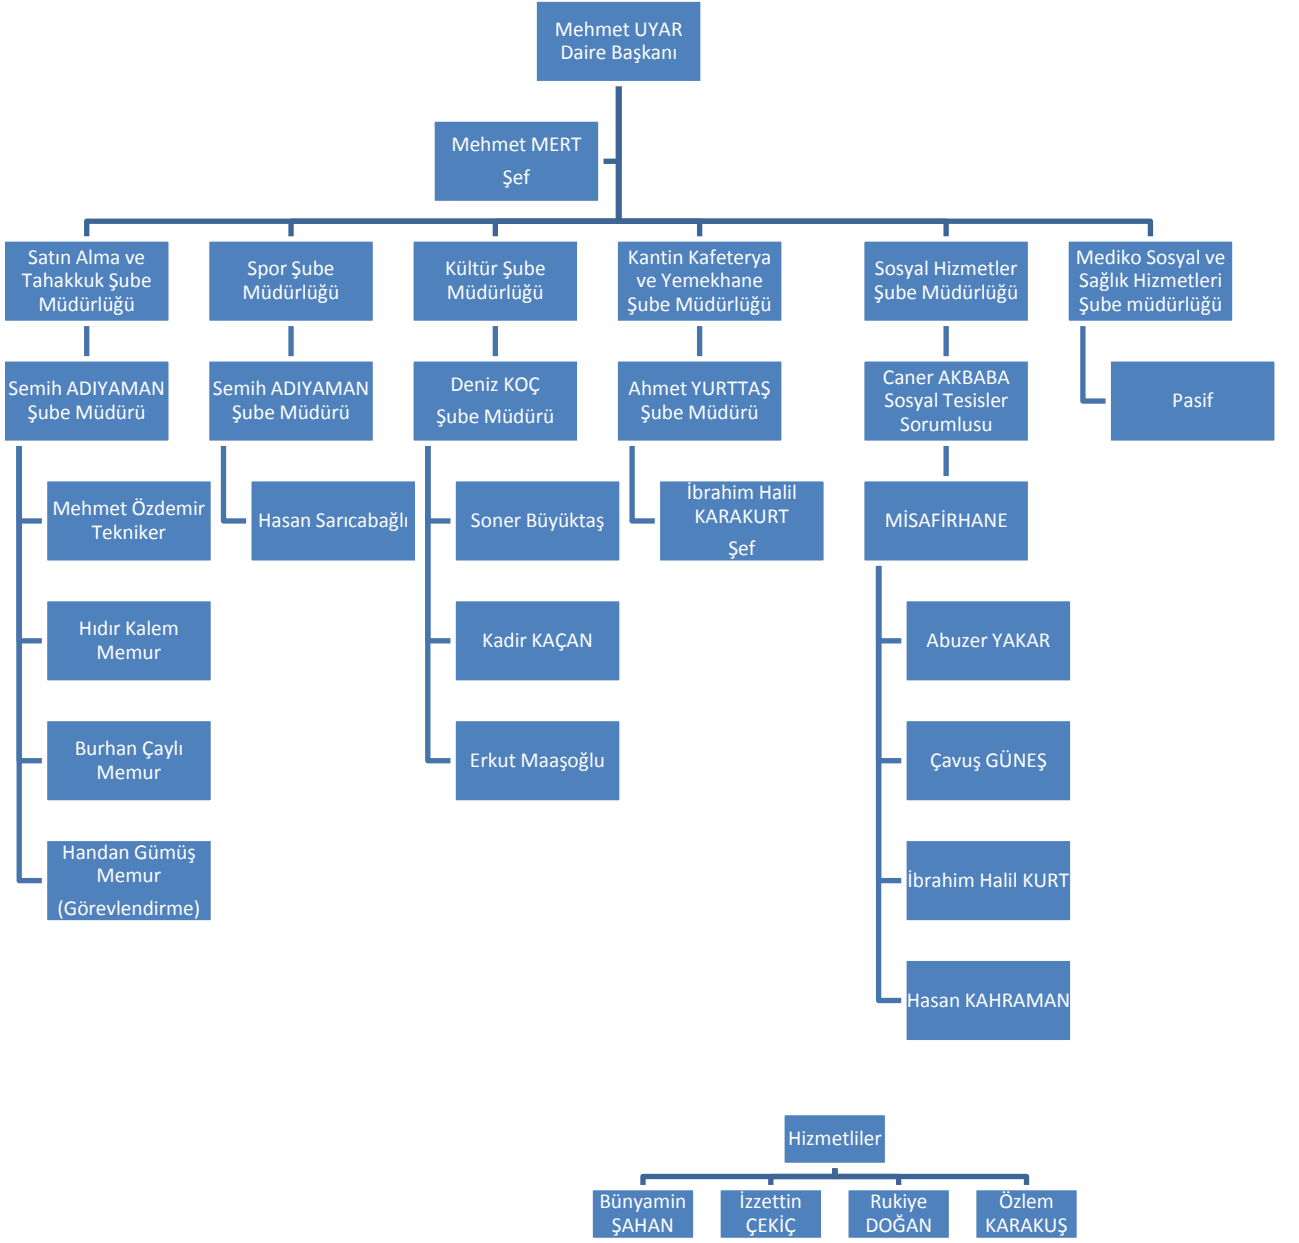 Mehmet UYAR
Daire Başkanı
Mehmet MERT
Şef
Satın Alma ve
Tahakkuk Şube
Müdürlüğü
Spor Şube
Müdürlüğü
Kültür Şube
Müdürlüğü
Kantin Kafeterya
ve Yemekhane
Şube Müdürlüğü
Sosyal Hizmetler
Şube Müdürlüğü
Mediko Sosyal ve
Sağlık Hizmetleri
Şube müdürlüğü
Semih ADIYAMAN
Şube Müdürü
Semih ADIYAMAN
Şube Müdürü
Deniz KOÇ
Şube Müdürü
Ahmet YURTTAŞ
Şube Müdürü
Caner AKBABA
Sosyal Tesisler
Sorumlusu
Pasif
Mehmet Özdemir
Tekniker
Hasan Sarıcabağlı
Soner Büyüktaş
İbrahim Halil
KARAKURT
Şef
MİSAFİRHANE
Hıdır Kalem
Memur
Kadir KAÇAN
Abuzer YAKAR
Burhan Çaylı
Memur
Erkut Maaşoğlu
Çavuş GÜNEŞ
Handan Gümüş
Memur
(Görevlendirme)
İbrahim Halil KURT
Hasan KAHRAMAN
Hizmetliler
Bünyamin
ŞAHAN
İzzettin
ÇEKİÇ
Rukiye
DOĞAN
Özlem
KARAKUŞ